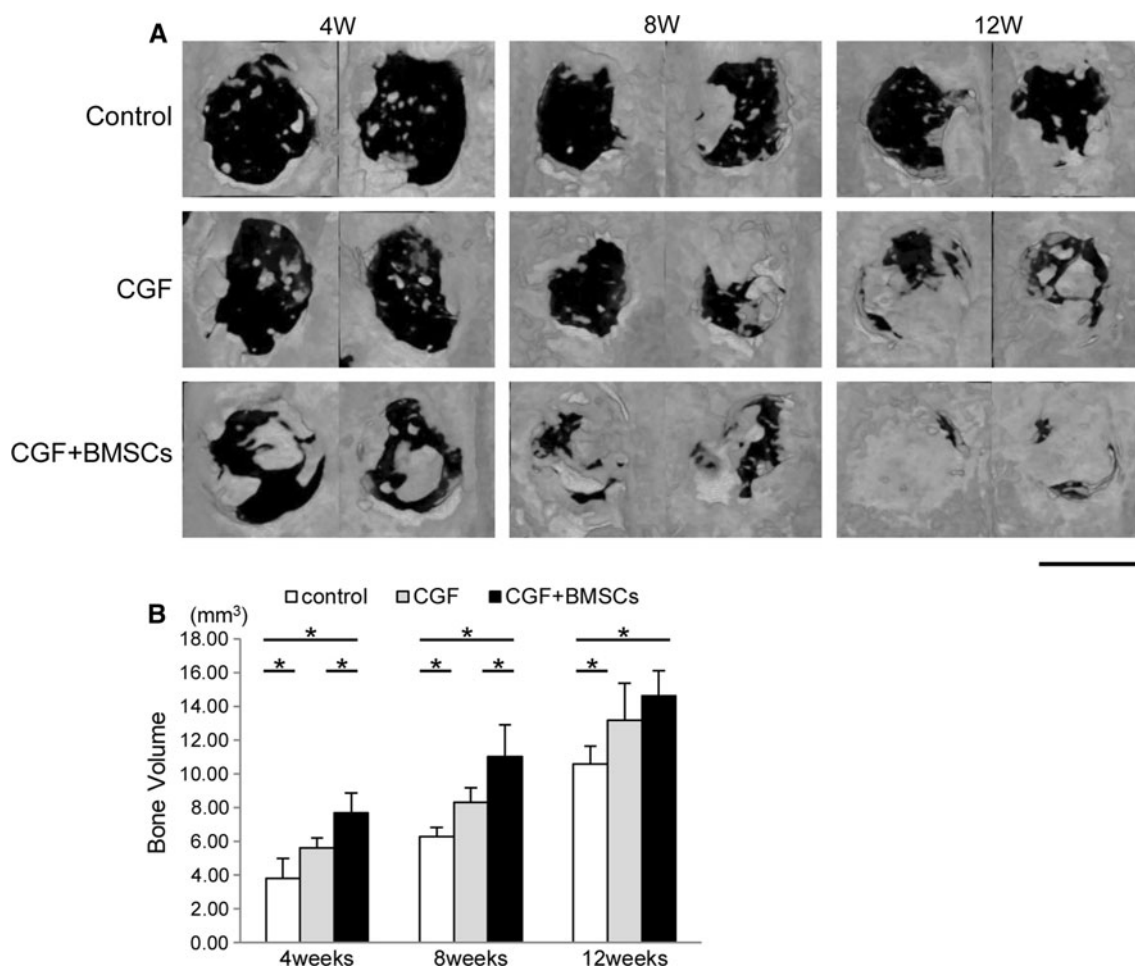 A
4W 8W 12W
Control
CGF
CGF+BMSCs
B (mm³)
control CGF CGF+BMSCs
Bone Volume
18.00
16.00
14.00
12.00
10.00
8.00
6.00
4.00
2.00
0.00
* * *
* * * * *
4weeks 8weeks 12weeks